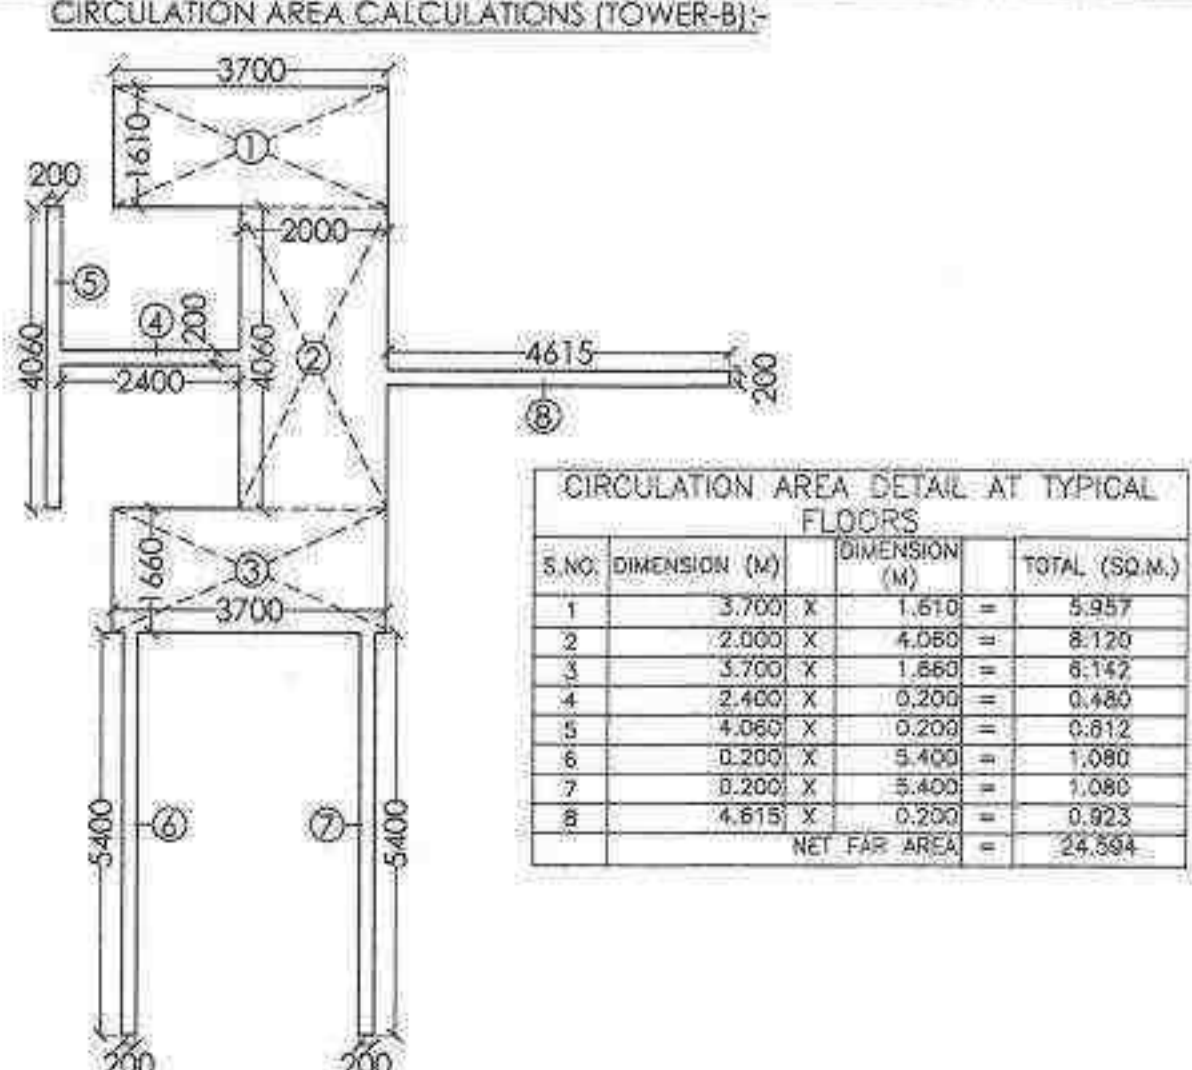 CIRCULATION AREA CALCULATIONS (TOWER-B):-
3700
1610
1
200
2000
5
4
200
4060
4060
2
4615
200
2400
8
1660
3
3700
5400
6
7
5400
200
200
CIRCULATION AREA DETAIL AT TYPICAL
FLOORS
S.NO. DIMENSION (M) DIMENSION (M) TOTAL (SQ.M.)
1 3.700 X 1.610 = 5.957
2 2.000 X 4.060 = 8.120
3 3.700 X 1.660 = 6.142
4 2.400 X 0.200 = 0.480
5 4.060 X 0.200 = 0.812
6 0.200 X 5.400 = 1.080
7 0.200 X 5.400 = 1.080
8 4.615 X 0.200 = 0.923
NET FAR AREA = 24.594